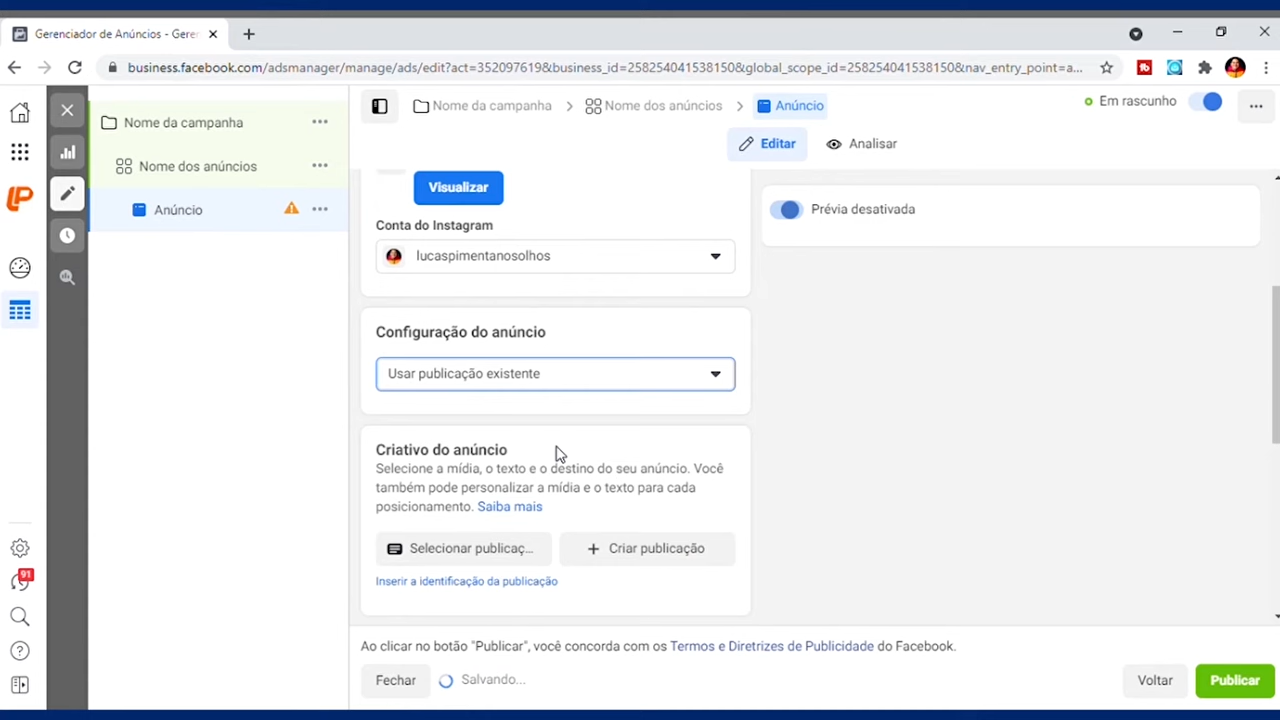 Gerenciador de Anúncios - Geren
business.facebook.com/adsmanager/manage/ads/edit?act=352097619&business_id=258254041538150&global_scope_id=258254041538150&nav_entry_point=a...
Nome da campanha
Nome dos anúncios
Anúncio
Nome da campanha
Nome dos anúncios
Anúncio
Em rascunho
Editar
Analisar
Visualizar
Prévia desativada
Conta do Instagram
lucaspimentanosolhos
Configuração do anúncio
Usar publicação existente
Criativo do anúncio
Selecione a mídia, o texto e o destino do seu anúncio. Você
também pode personalizar a mídia e o texto para cada
posicionamento. Saiba mais
Selecionar publicaç...
+ Criar publicação
Inserir a identificação da publicação
91
Ao clicar no botão "Publicar", você concorda com os Termos e Diretrizes de Publicidade do Facebook.
Fechar
Salvando...
Voltar
Publicar